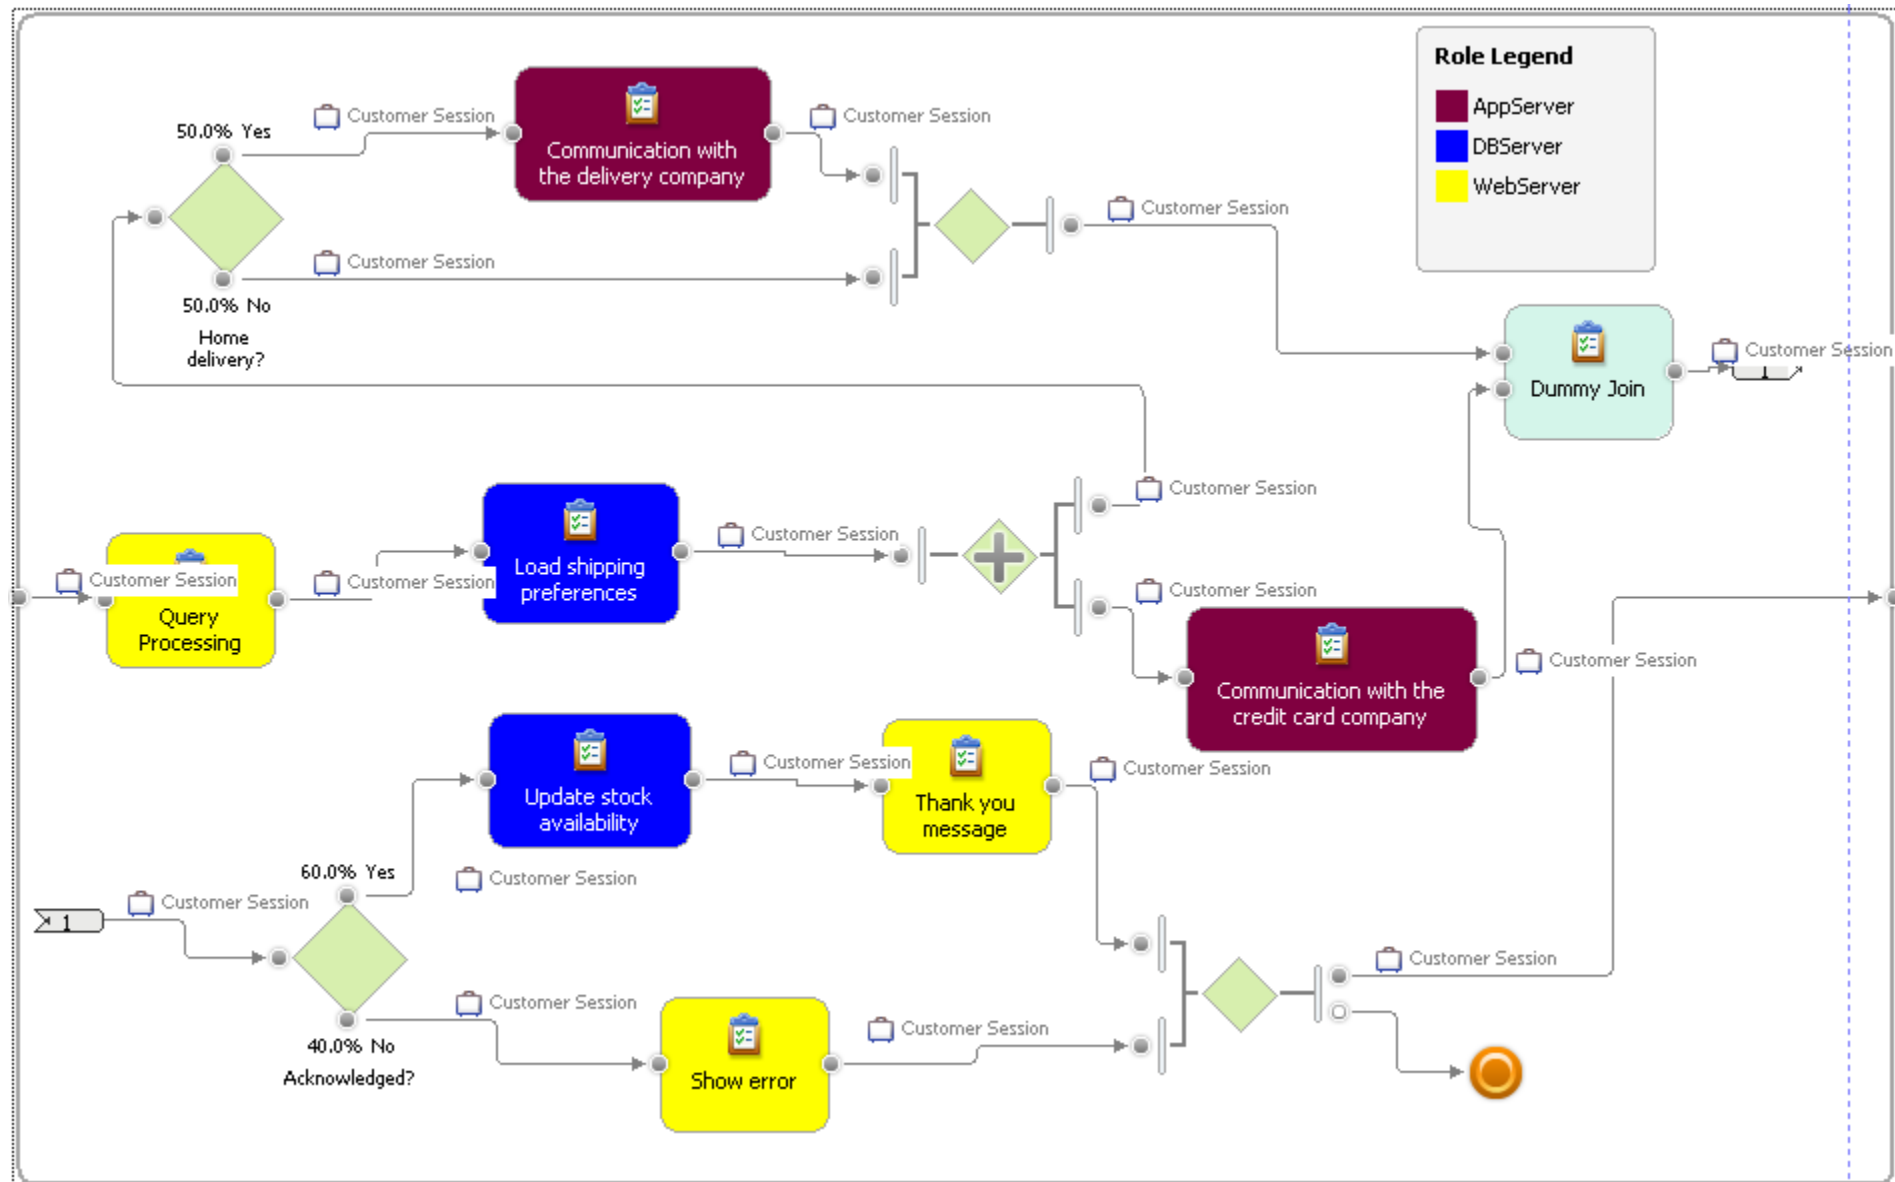 Role Legend
AppServer
DBServer
WebServer
Customer Session
Customer Session
50.0% Yes
Communication with
the delivery company
Customer Session
Customer Session
50.0% No
Home
delivery?
Customer Session
Dummy Join
1
Customer Session
Customer Session
Customer Session
Query
Processing
Customer Session
Load shipping
preferences
Customer Session
Customer Session
Communication with the
credit card company
Customer Session
Update stock
availability
Customer Session
Thank you
message
Customer Session
60.0% Yes
Customer Session
1
Customer Session
40.0% No
Acknowledged?
Customer Session
Show error
Customer Session
Customer Session